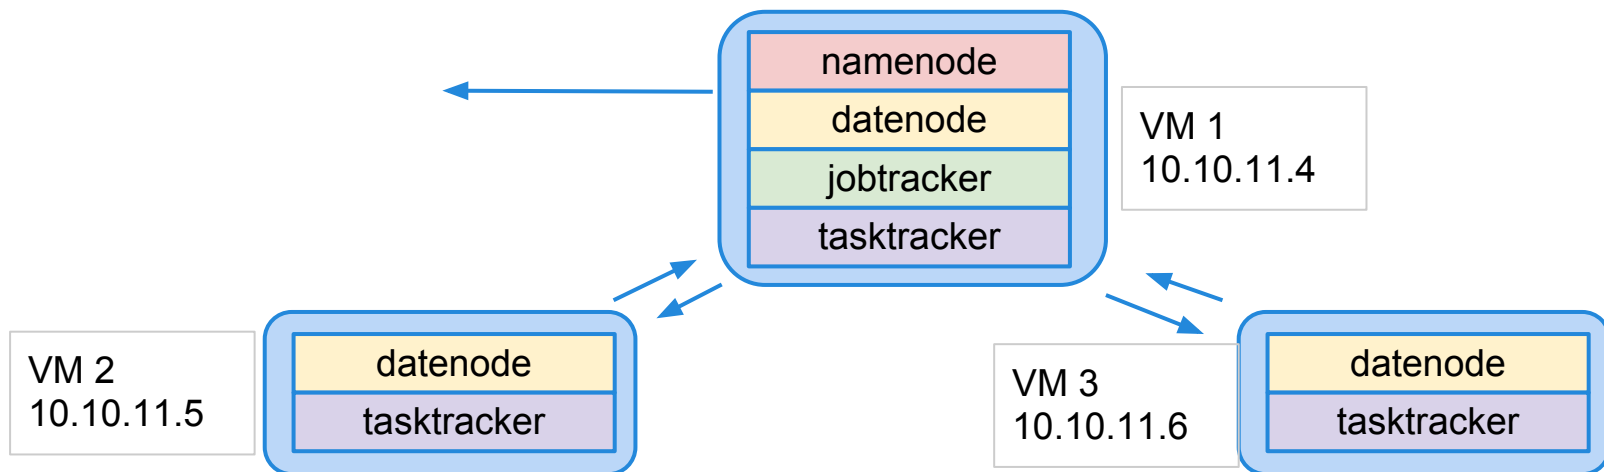 namenode
datenode
jobtracker
tasktracker
VM 1
10.10.11.4
VM 2
10.10.11.5
datenode
tasktracker
VM 3
10.10.11.6
datenode
tasktracker